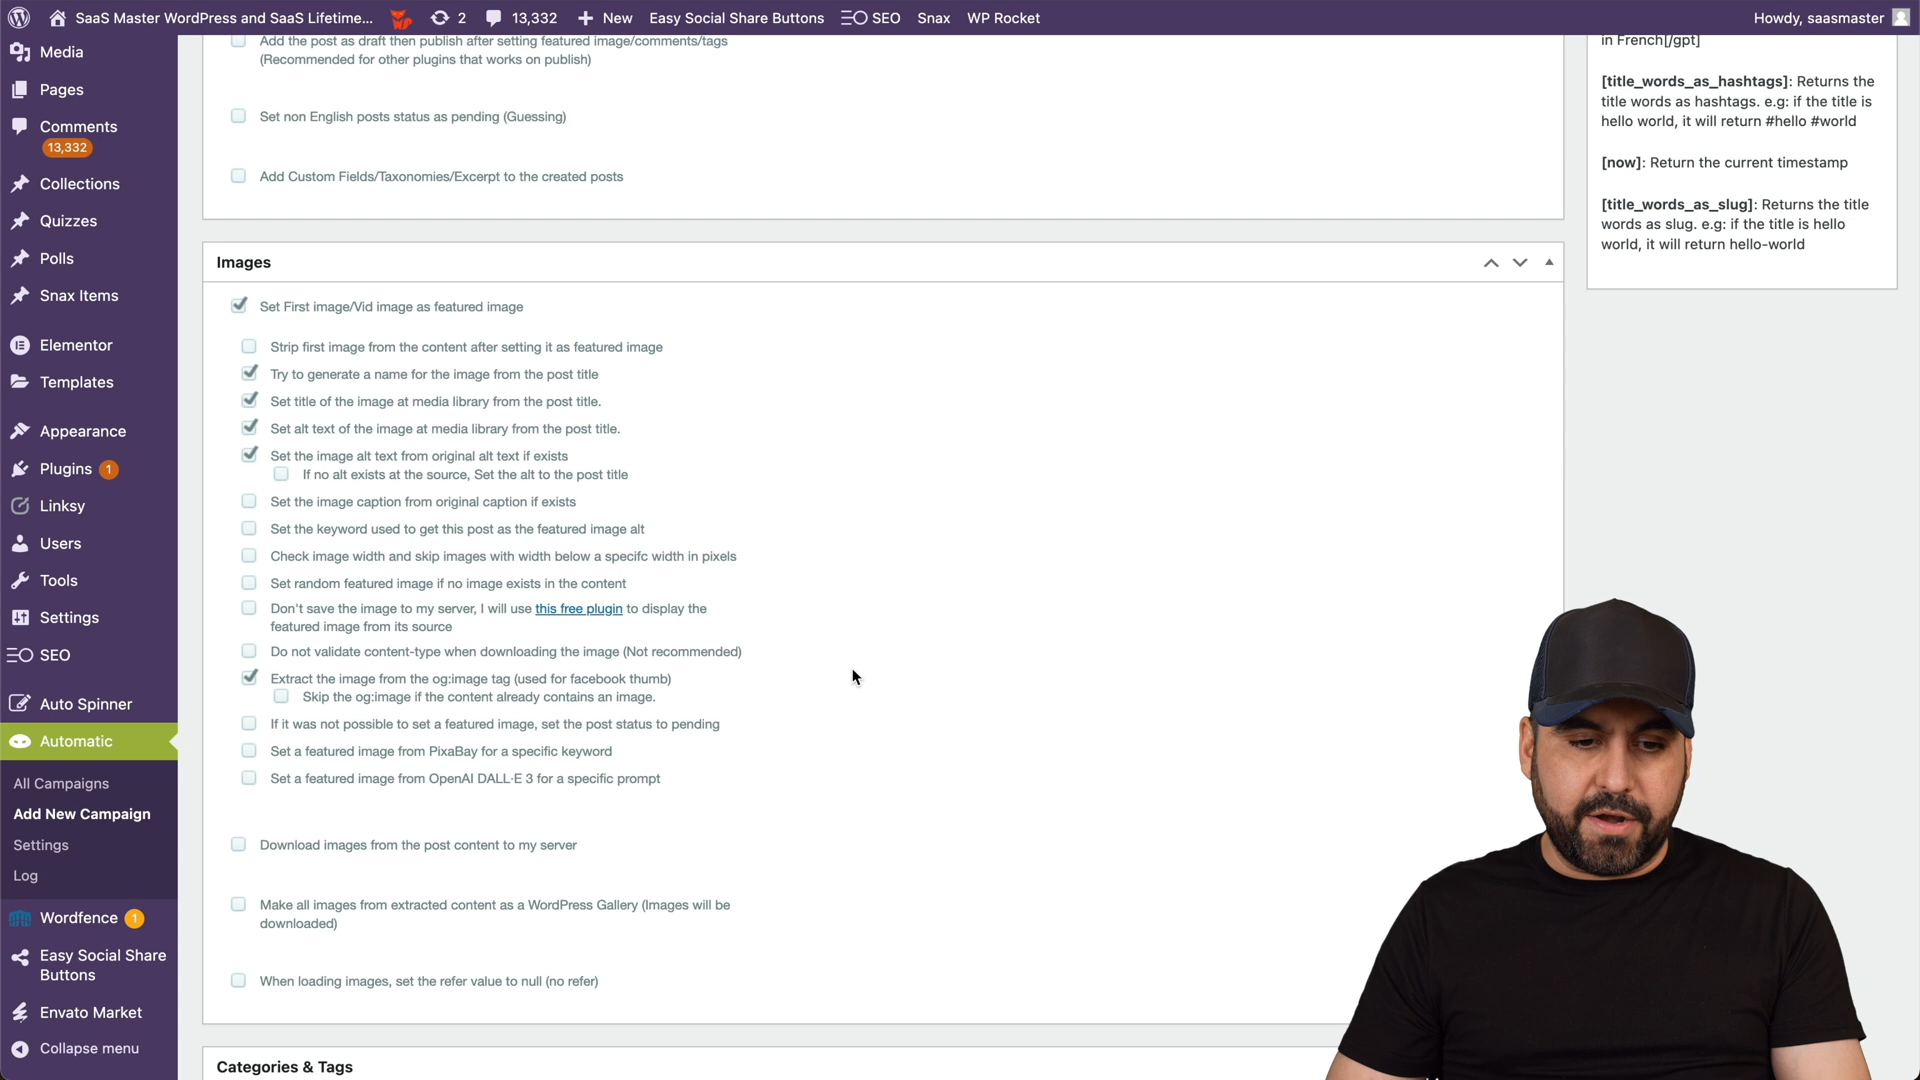 SaaS Master WordPress and SaaS Lifetime...
2
13,332
New
Easy Social Share Buttons
SEO
Snax
WP Rocket
Howdy, saasmaster
Media
Pages
Comments
13,332
Collections
Quizzes
Polls
Snax Items
Elementor
Templates
Appearance
Plugins 1
Linksy
Users
Tools
Settings
SEO
Auto Spinner
Automatic
All Campaigns
Add New Campaign
Settings
Log
Wordfence 1
Easy Social Share
Buttons
Envato Market
Collapse menu
Add the post as draft then publish after setting featured image/comments/tags
(Recommended for other plugins that works on publish)
Set non English posts status as pending (Guessing)
Add Custom Fields/Taxonomies/Excerpt to the created posts
Images
Set First image/Vid image as featured image
Strip first image from the content after setting it as featured image
Try to generate a name for the image from the post title
Set title of the image at media library from the post title.
Set alt text of the image at media library from the post title.
Set the image alt text from original alt text if exists
If no alt exists at the source, Set the alt to the post title
Set the image caption from original caption if exists
Set the keyword used to get this post as the featured image alt
Check image width and skip images with width below a specifc width in pixels
Set random featured image if no image exists in the content
Don't save the image to my server, I will use this free plugin to display the
featured image from its source
Do not validate content-type when downloading the image (Not recommended)
Extract the image from the og:image tag (used for facebook thumb)
Skip the og:image if the content already contains an image.
If it was not possible to set a featured image, set the post status to pending
Set a featured image from PixaBay for a specific keyword
Set a featured image from OpenAI DALL·E 3 for a specific prompt
Download images from the post content to my server
Make all images from extracted content as a WordPress Gallery (Images will be
downloaded)
When loading images, set the refer value to null (no refer)
Categories & Tags
in French[/gpt]
[title_words_as_hashtags]: Returns the
title words as hashtags. e.g: if the title is
hello world, it will return #hello #world
[now]: Return the current timestamp
[title_words_as_slug]: Returns the title
words as slug. e.g: if the title is hello
world, it will return hello-world